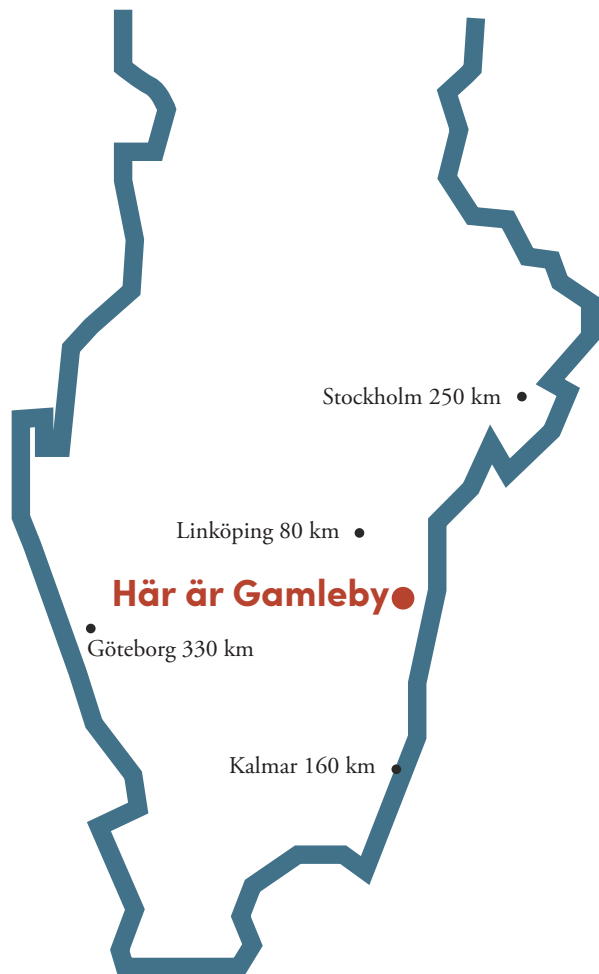 Stockholm 250 km
Linköping 80 km
Här är Gamleby
Göteborg 330 km
Kalmar 160 km